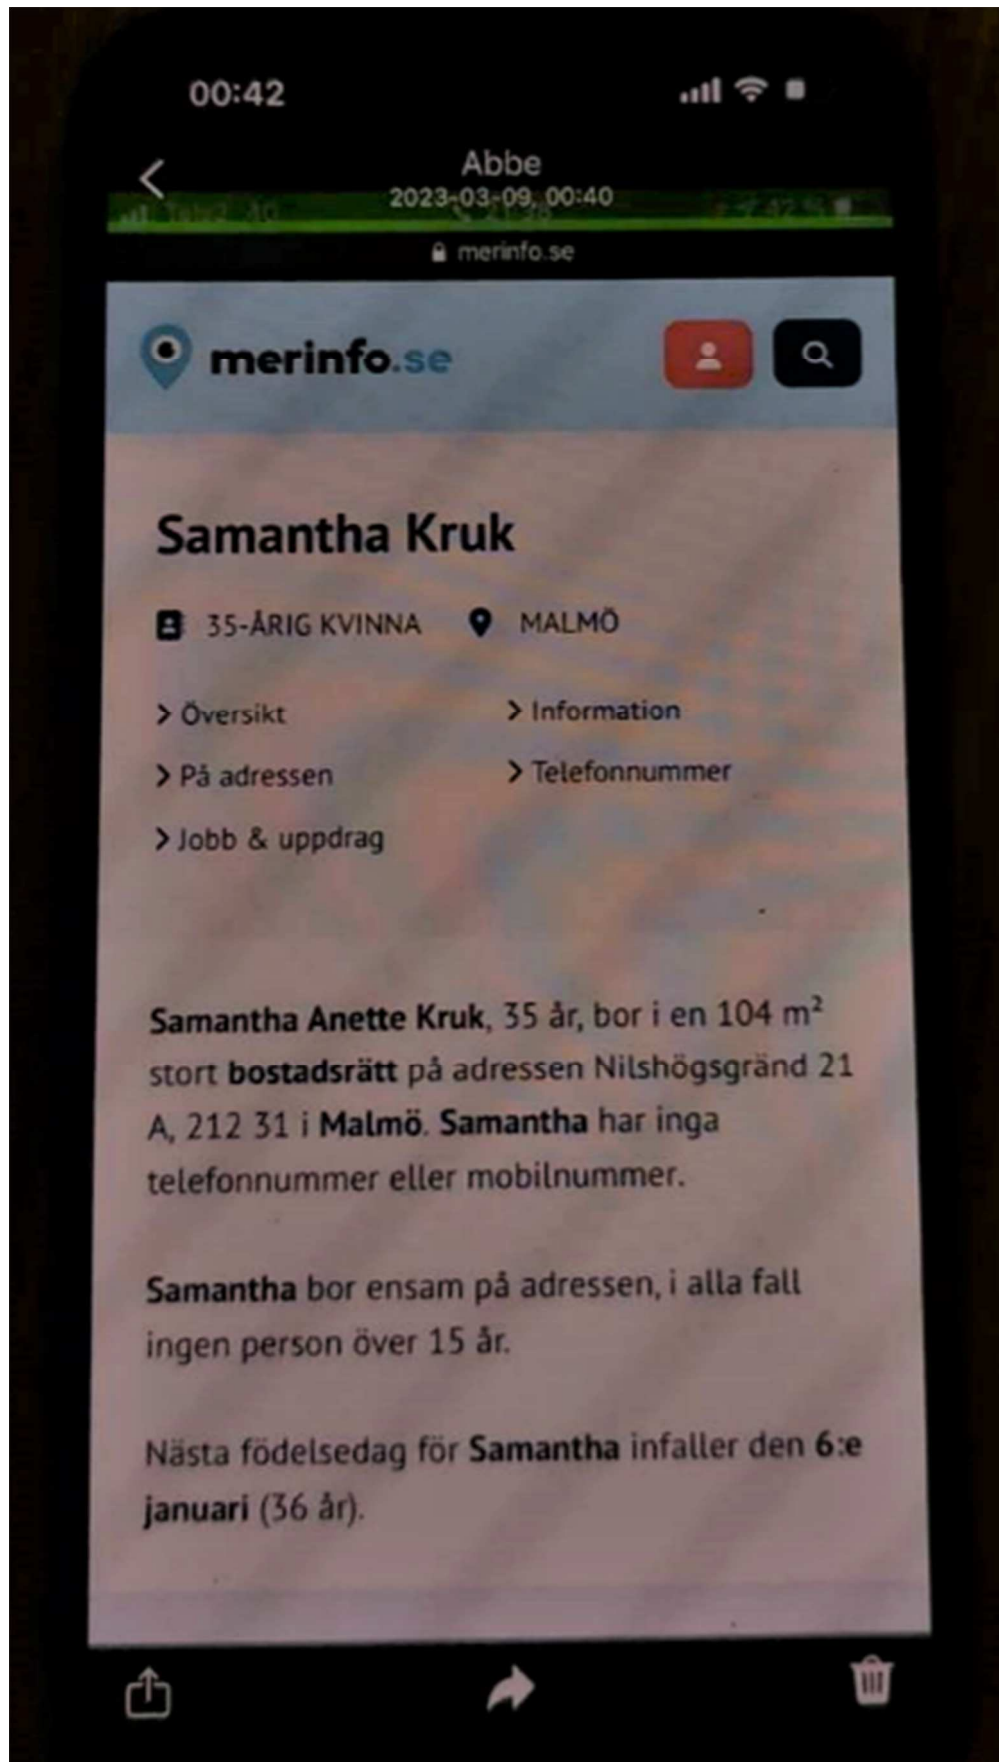 00:42
Abbe
2023-03-09, 00:40
merinfo.se
merinfo.se
Samantha Kruk
35-ÅRIG KVINNA MALMÖ
> Översikt > Information
> På adressen > Telefonnummer
> Jobb & uppdrag
Samantha Anette Kruk, 35 år, bor i en 104 m²
stort bostadsrätt på adressen Nilshögsgränd 21
A, 212 31 i Malmö. Samantha har inga
telefonnummer eller mobilnummer.
Samantha bor ensam på adressen, i alla fall
ingen person över 15 år.
Nästa födelsedag för Samantha infaller den 6:e
januari (36 år).